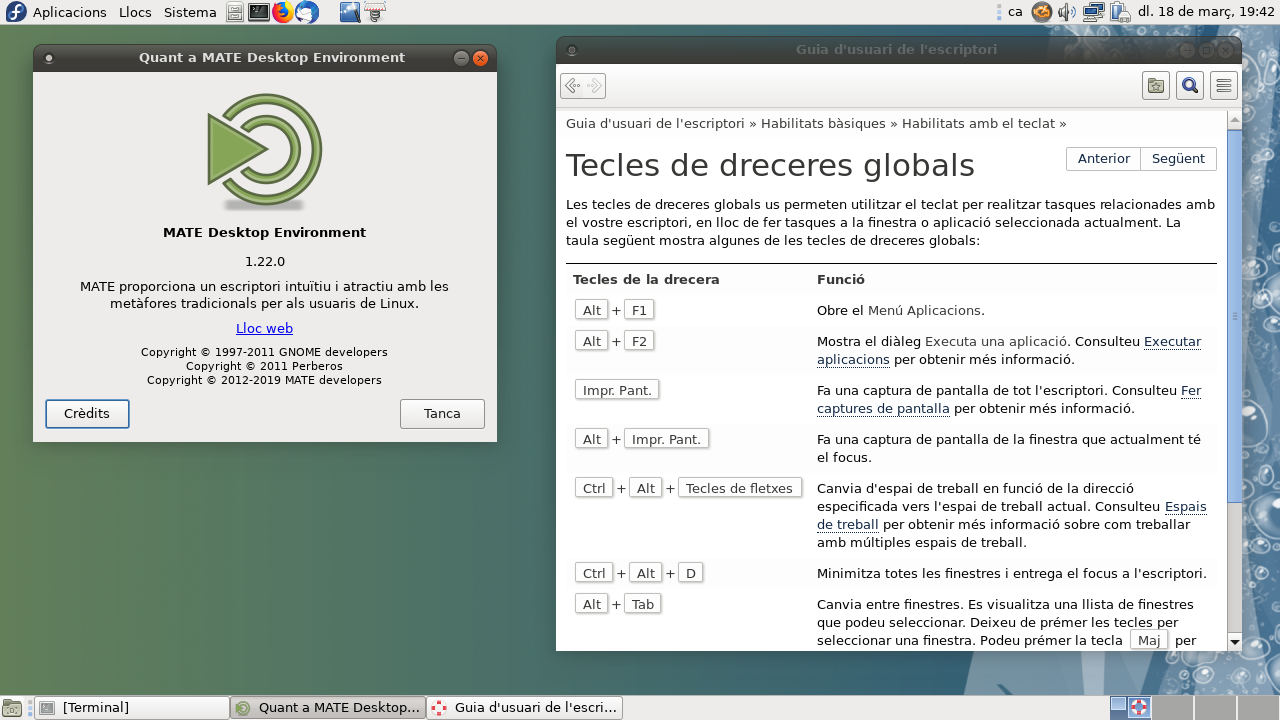 Aplicacions Llocs Sistema
ca dl. 18 de març, 19:42
Quant a MATE Desktop Environment
MATE Desktop Environment
1.22.0
MATE proporciona un escriptori intuïtiu i atractiu amb les
metàfores tradicionals per als usuaris de Linux.
Lloc web
Copyright © 1997-2011 GNOME developers
Copyright © 2011 Perberos
Copyright © 2012-2019 MATE developers
Crèdits Tanca
Guia d'usuari de l'escriptori
Guia d'usuari de l'escriptori » Habilitats bàsiques » Habilitats amb el teclat »
Tecles de dreceres globals
Anterior Següent
Les tecles de dreceres globals us permeten utilitzar el teclat per realitzar tasques relacionades amb
el vostre escriptori, en lloc de fer tasques a la finestra o aplicació seleccionada actualment. La
taula següent mostra algunes de les tecles de dreceres globals:
Tecles de la drecera Funció
Alt + F1 Obre el Menú Aplicacions.
Alt + F2 Mostra el diàleg Executa una aplicació. Consulteu Executar
aplicacions per obtenir més informació.
Impr. Pant. Fa una captura de pantalla de tot l'escriptori. Consulteu Fer
captures de pantalla per obtenir més informació.
Alt + Impr. Pant. Fa una captura de pantalla de la finestra que actualment té
el focus.
Ctrl + Alt + Tecles de fletxes Canvia d'espai de treball en funció de la direcció
especificada vers l'espai de treball actual. Consulteu Espais
de treball per obtenir més informació sobre com treballar
amb múltiples espais de treball.
Ctrl + Alt + D Minimitza totes les finestres i entrega el focus a l'escriptori.
Alt + Tab Canvia entre finestres. Es visualitza una llista de finestres
que podeu seleccionar. Deixeu de prémer les tecles per
seleccionar una finestra. Podeu prémer la tecla Maj per
[Terminal] Quant a MATE Desktop... Guia d'usuari de l'escri...